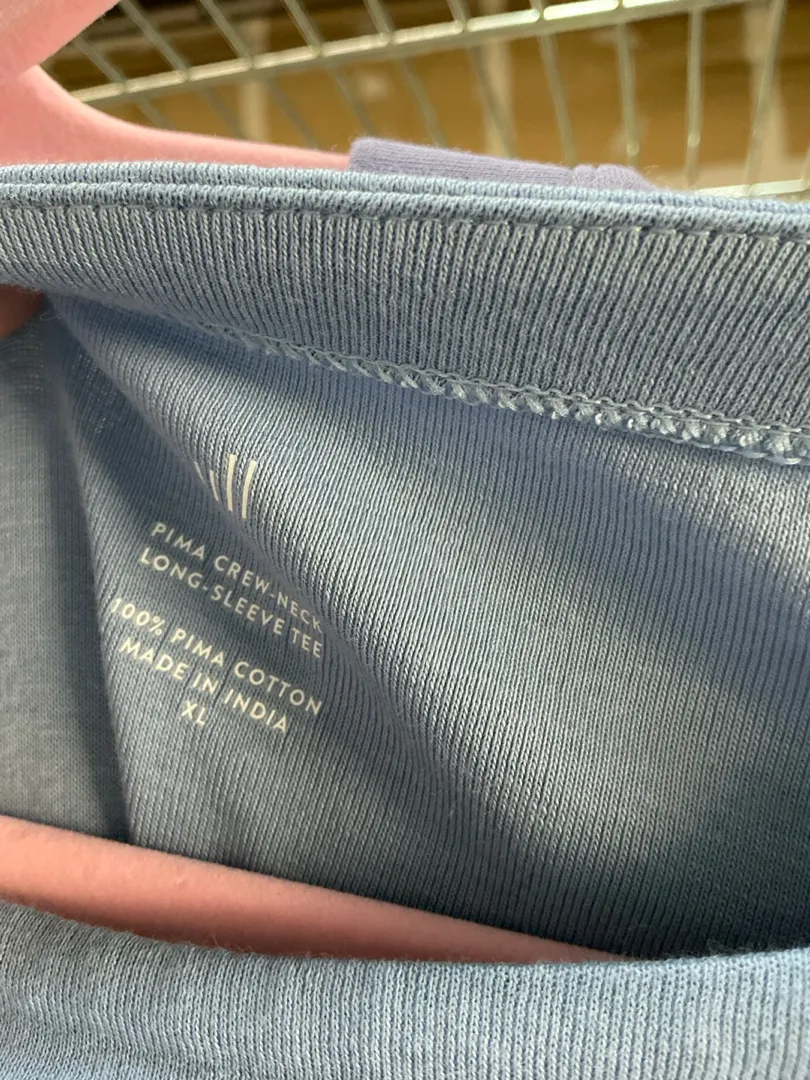 PIMA CREW-NECK
LONG-SLEEVE TEE
100% PIMA COTTON
MADE IN INDIA
XL